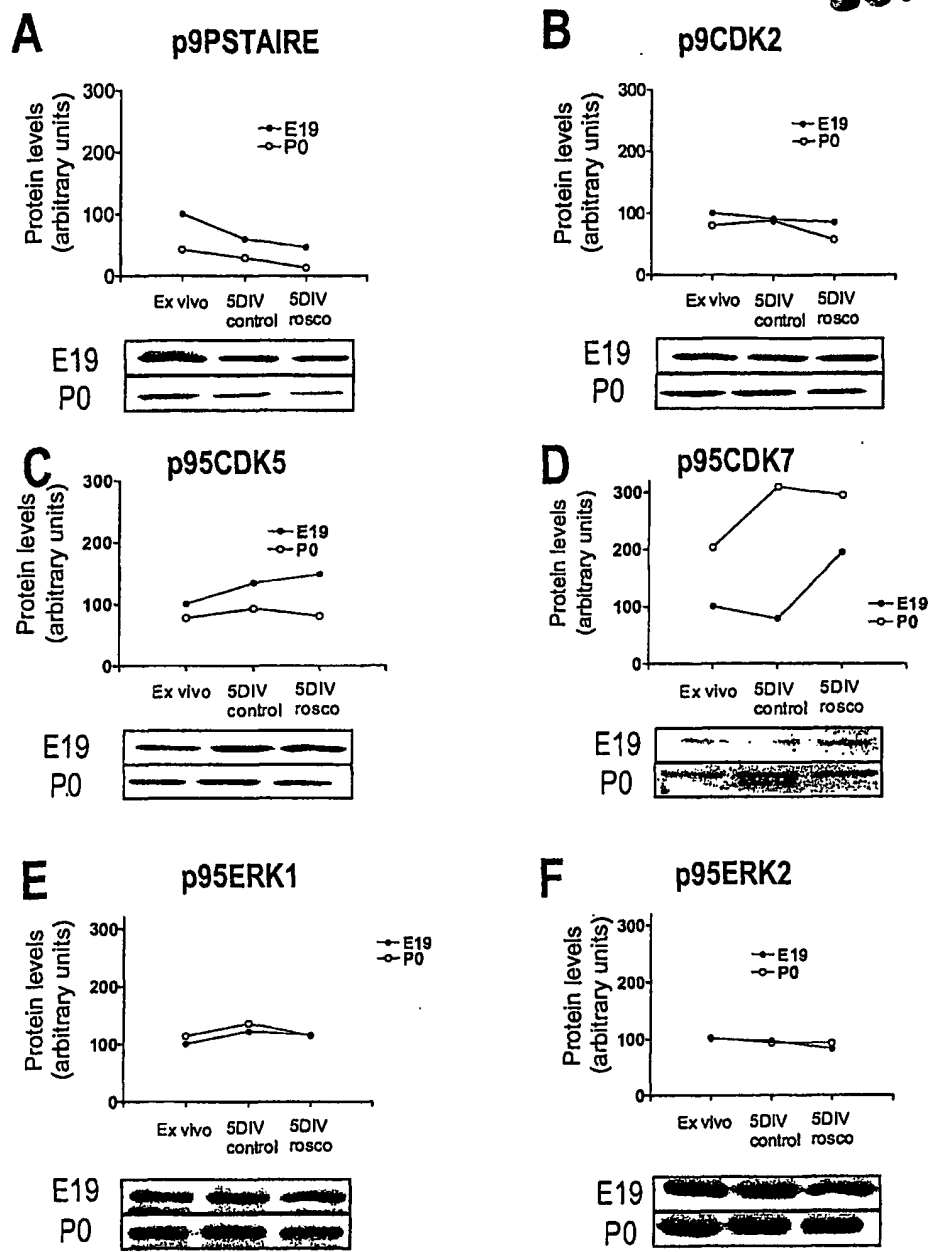 A
p9PSTAIRE
Protein levels
(arbitrary units)
300
200
100
0
E19
P0
Ex vivo
5DIV
control
5DIV
rosco
E19
P0
B
p9CDK2
Protein levels
(arbitrary units)
300
200
100
0
E19
P0
Ex vivo
5DIV
control
5DIV
rosco
E19
P0
C
p95CDK5
Protein levels
(arbitrary units)
300
200
100
0
E19
P0
Ex vivo
5DIV
control
5DIV
rosco
E19
P0
D
p95CDK7
Protein levels
(arbitrary units)
300
200
100
0
E19
P0
Ex vivo
5DIV
control
5DIV
rosco
E19
P0
E
p95ERK1
Protein levels
(arbitrary units)
300
200
100
0
E19
P0
Ex vivo
5DIV
control
5DIV
rosco
E19
P0
F
p95ERK2
Protein levels
(arbitrary units)
300
200
100
0
E19
P0
Ex vivo
5DIV
control
5DIV
rosco
E19
P0